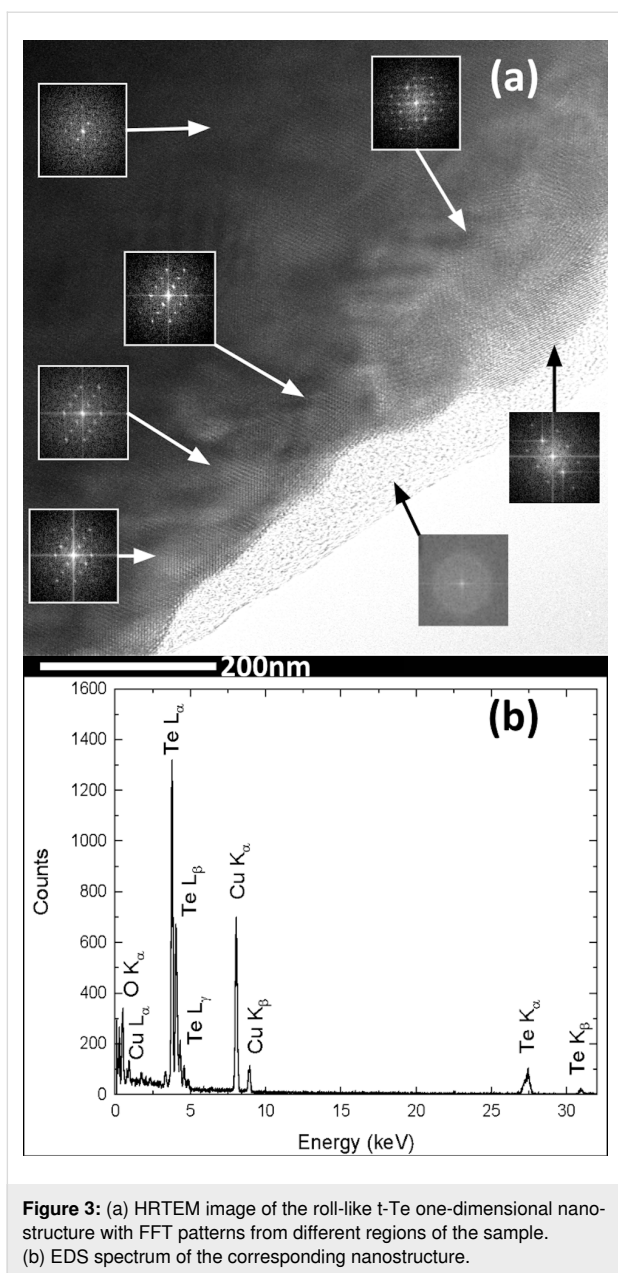 (a)
200nm
(b)
1600
1400
1200
1000
800
600
400
200
0
Counts
O Kα
Cu Lα
Te Lα
Te Lβ
Te Lγ
Cu Kα
Cu Kβ
Te Kα
Te Kβ
0 5 10 15 20 25 30
Energy (keV)
Figure 3: (a) HRTEM image of the roll-like t-Te one-dimensional nano-
structure with FFT patterns from different regions of the sample.
(b) EDS spectrum of the corresponding nanostructure.